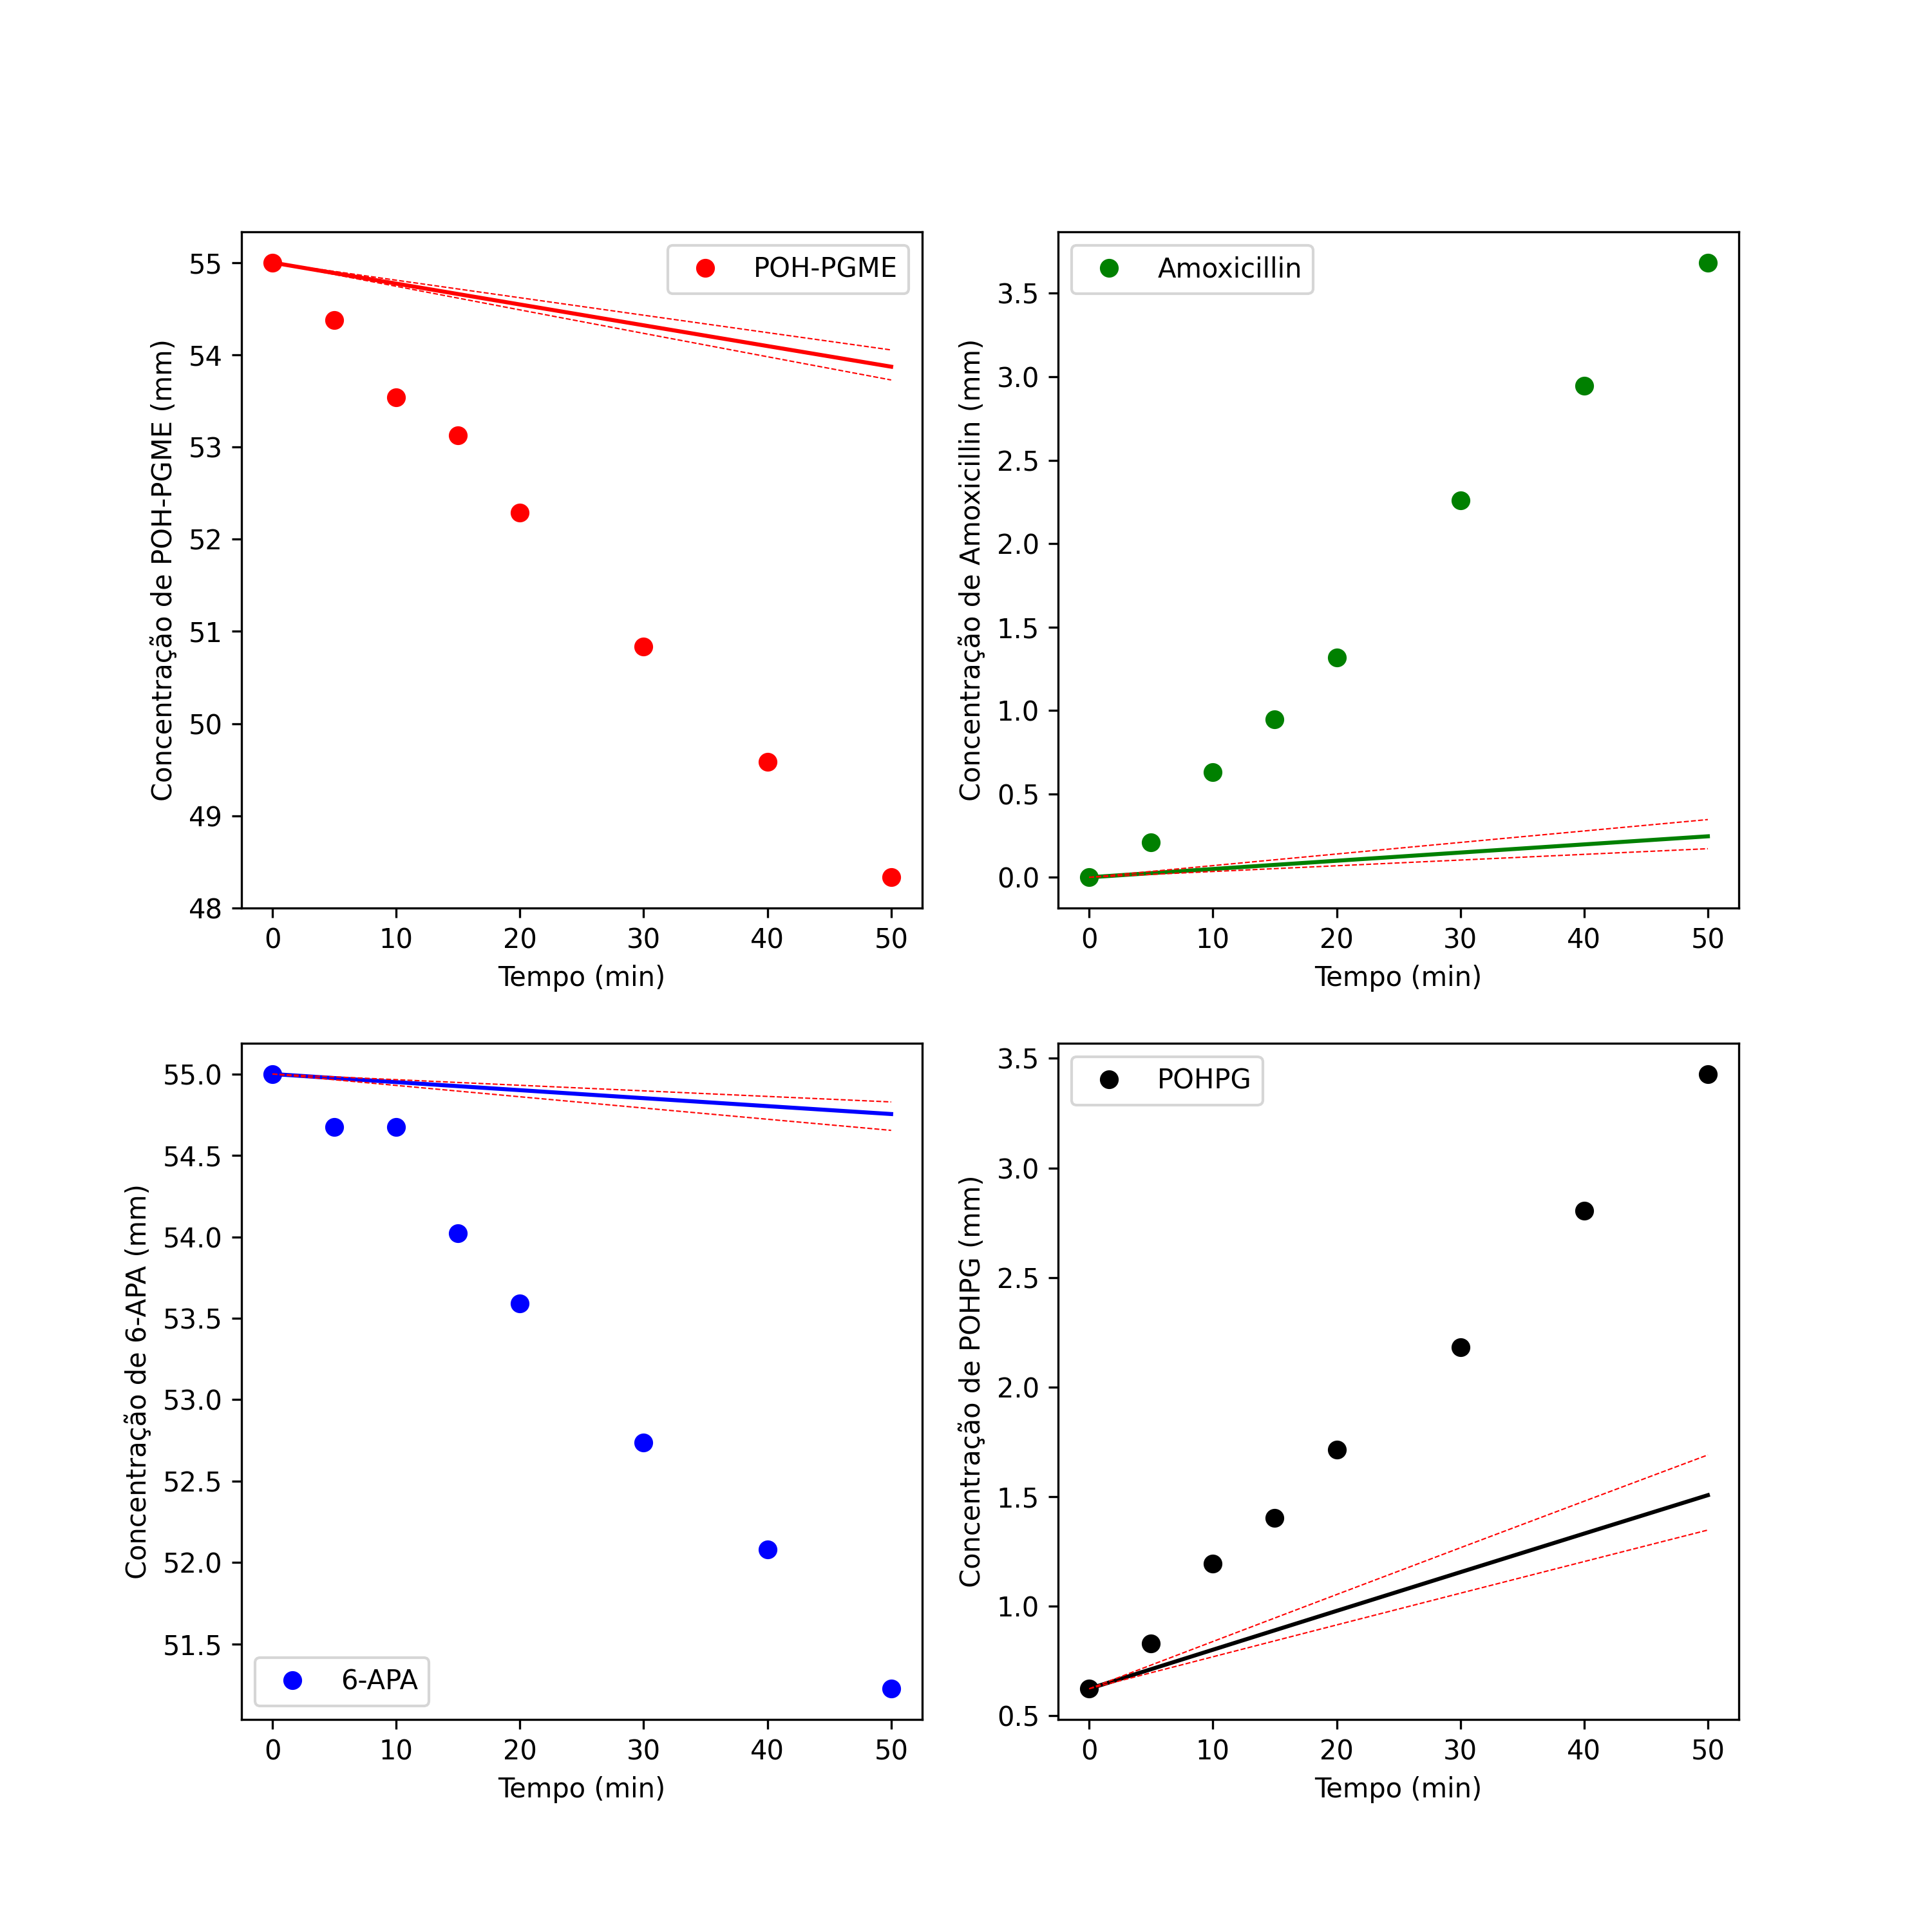 POH-PGME
Concentração de POH-PGME (mm)
55
54
53
52
51
50
49
48
0 10 20 30 40 50
Tempo (min)
Amoxicillin
Concentração de Amoxicillin (mm)
3.5
3.0
2.5
2.0
1.5
1.0
0.5
0.0
0 10 20 30 40 50
Tempo (min)
6-APA
Concentração de 6-APA (mm)
55.0
54.5
54.0
53.5
53.0
52.5
52.0
51.5
0 10 20 30 40 50
Tempo (min)
POHPG
Concentração de POHPG (mm)
3.5
3.0
2.5
2.0
1.5
1.0
0.5
0 10 20 30 40 50
Tempo (min)